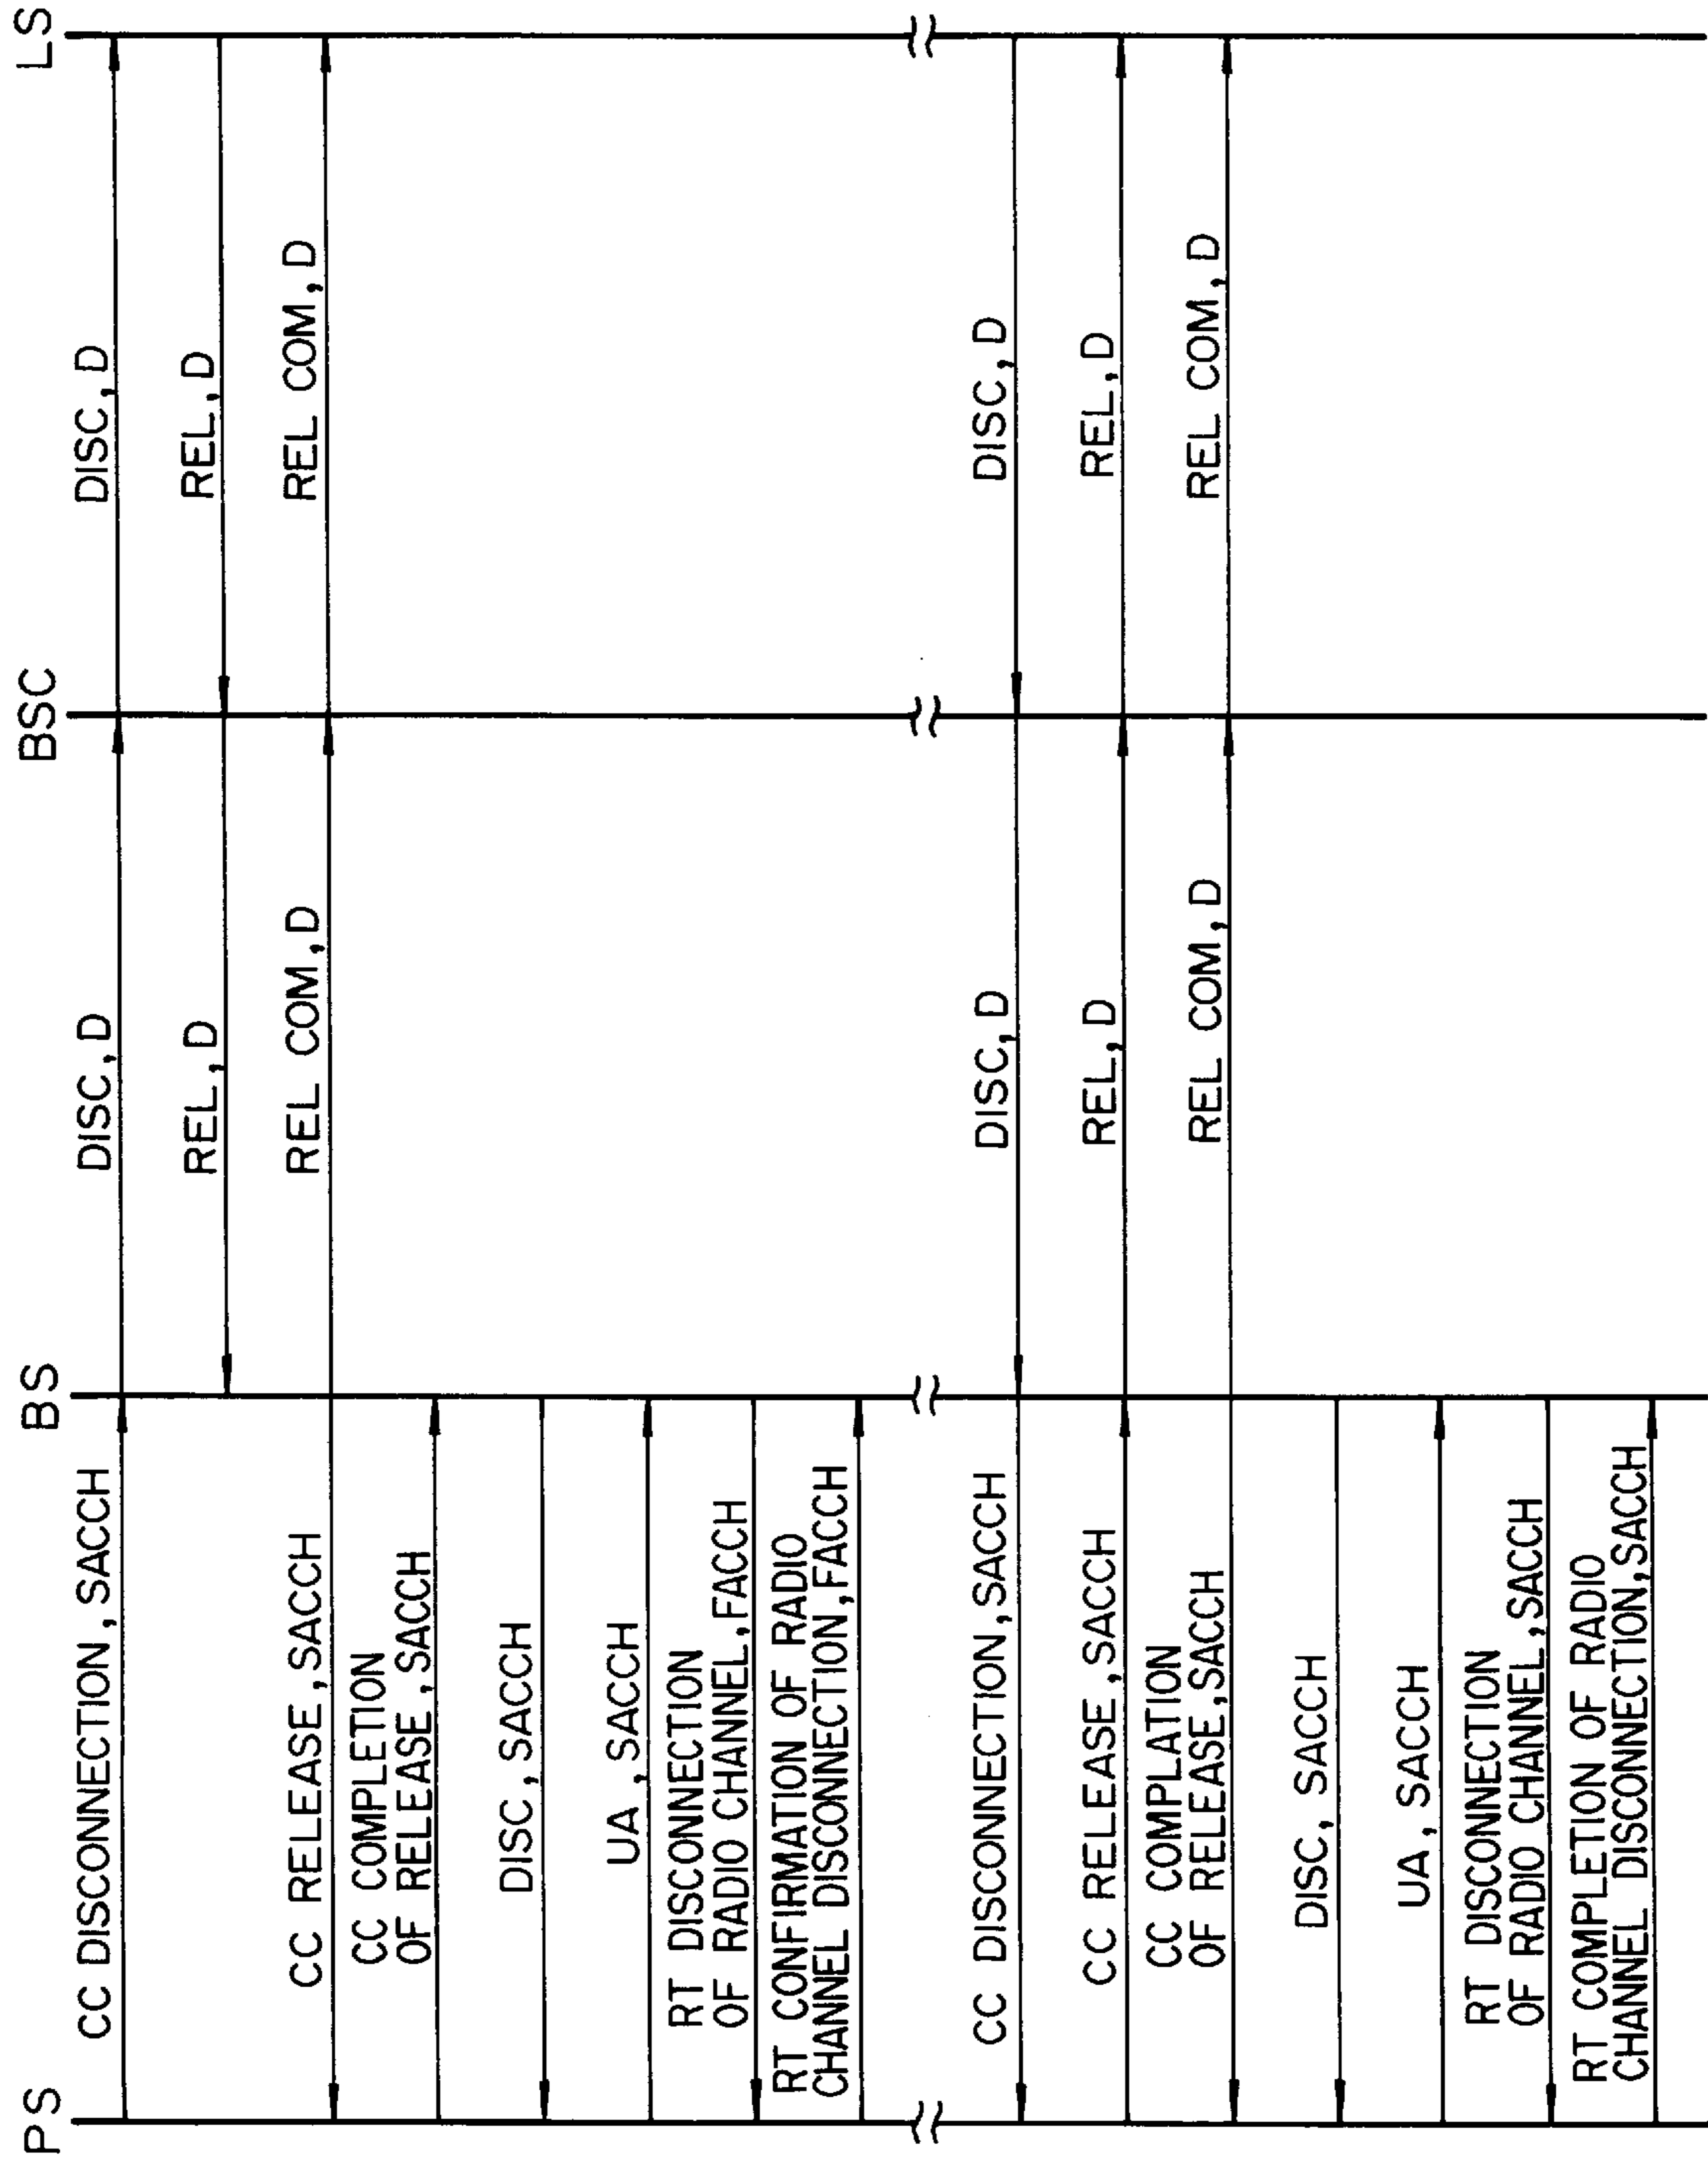 PS
BS
BSC
LS
CC DISCONNECTION, SACCH
DISC, D
DISC, D
REL, D
REL, D
CC RELEASE, SACCH
REL COM, D
REL COM, D
CC COMPLETION
OF RELEASE, SACCH
DISC, SACCH
UA, SACCH
RT DISCONNECTION
OF RADIO CHANNEL, FACCH
RT CONFIRMATION OF RADIO
CHANNEL DISCONNECTION, FACCH
CC DISCONNECTION, SACCH
DISC, D
DISC, D
CC RELEASE, SACCH
REL, D
REL, D
CC COMPLATION
OF RELEASE, SACCH
REL COM, D
REL COM, D
DISC, SACCH
UA, SACCH
RT DISCONNECTION
OF RADIO CHANNEL, SACCH
RT COMPLETION OF RADIO
CHANNEL DISCONNECTION, SACCH